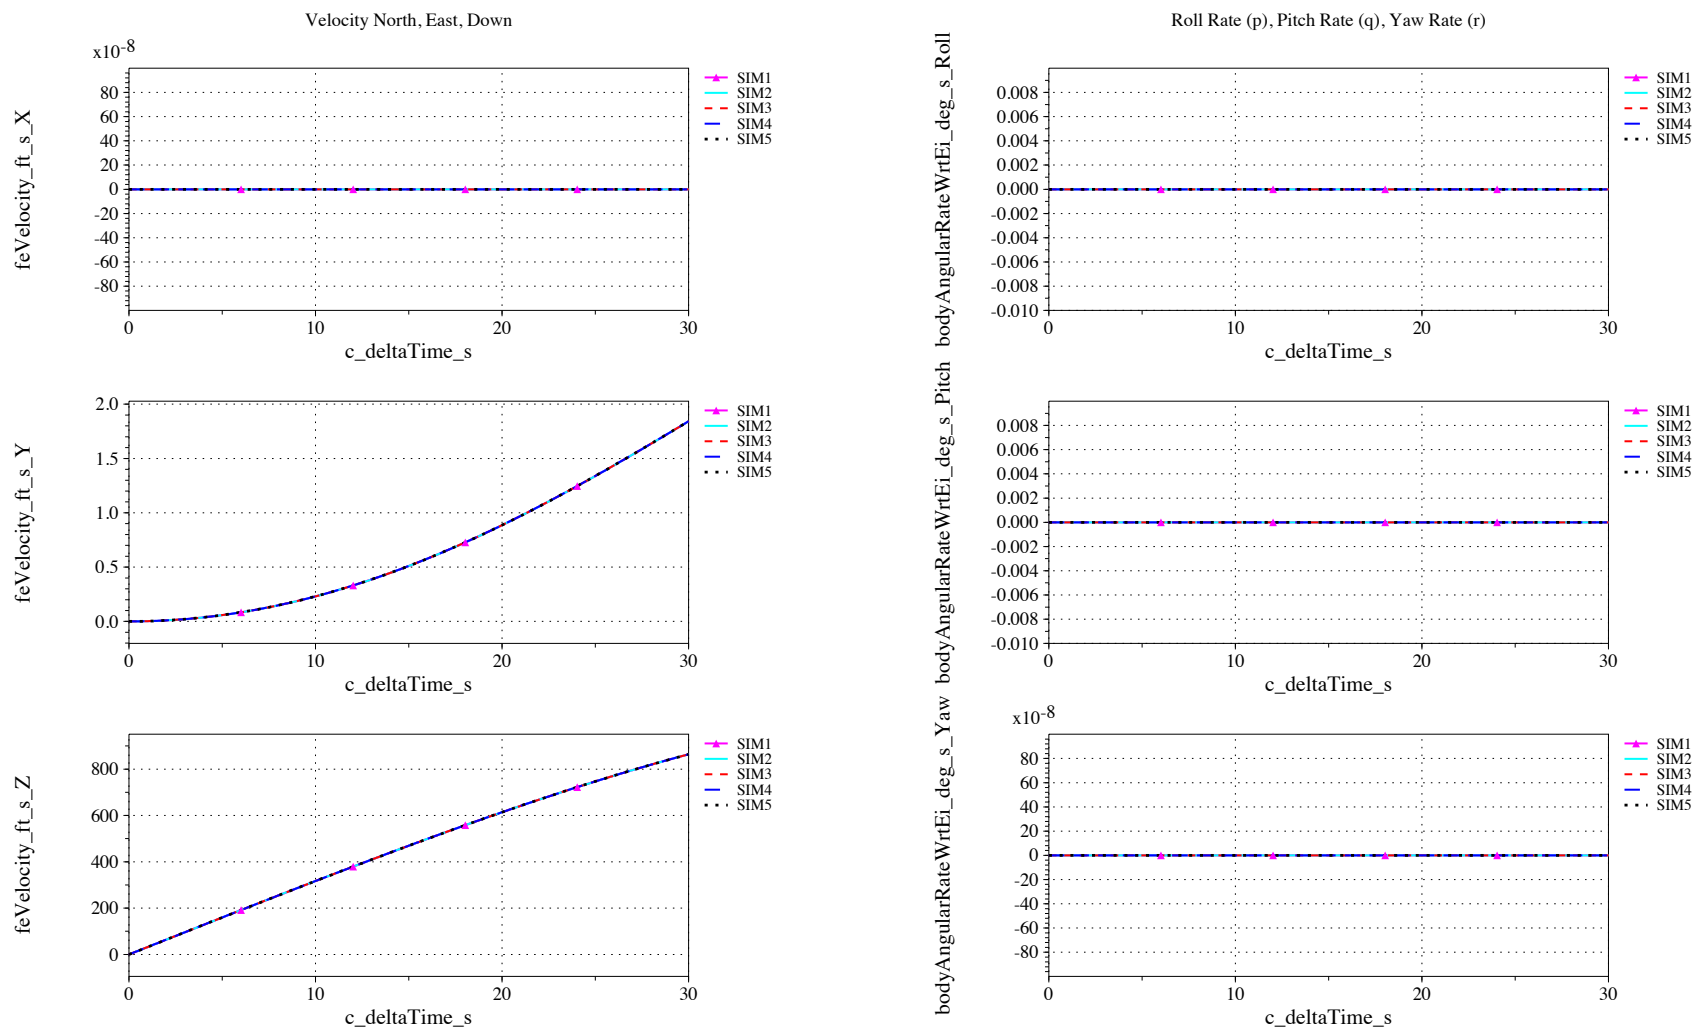 Velocity North, East, Down
x10-8
feVelocity_ft_s_X
80
60
40
20
0
-20
-40
-60
-80
0 10 20 30
c_deltaTime_s
SIM1
SIM2
SIM3
SIM4
SIM5
feVelocity_ft_s_Y
2.0
1.5
1.0
0.5
0.0
0 10 20 30
c_deltaTime_s
SIM1
SIM2
SIM3
SIM4
SIM5
feVelocity_ft_s_Z
800
600
400
200
0
0 10 20 30
c_deltaTime_s
SIM1
SIM2
SIM3
SIM4
SIM5
Roll Rate (p), Pitch Rate (q), Yaw Rate (r)
bodyAngularRateWrtEi_deg_s_Roll
0.008
0.006
0.004
0.002
0.000
-0.002
-0.004
-0.006
-0.008
-0.010
0 10 20 30
c_deltaTime_s
SIM1
SIM2
SIM3
SIM4
SIM5
bodyAngularRateWrtEi_deg_s_Pitch
0.008
0.006
0.004
0.002
0.000
-0.002
-0.004
-0.006
-0.008
-0.010
0 10 20 30
c_deltaTime_s
SIM1
SIM2
SIM3
SIM4
SIM5
x10-8
bodyAngularRateWrtEi_deg_s_Yaw
80
60
40
20
0
-20
-40
-60
-80
0 10 20 30
c_deltaTime_s
SIM1
SIM2
SIM3
SIM4
SIM5